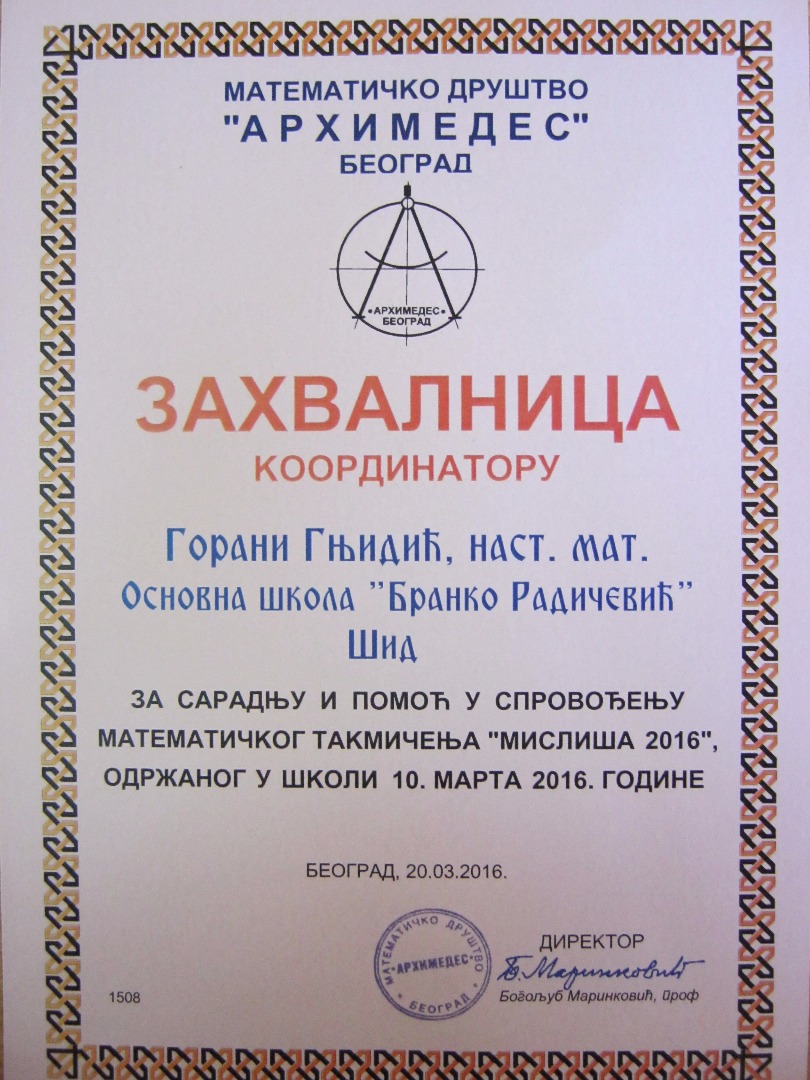 МАТЕМАТИЧКО ДРУШТВО
"АРХИМЕДЕС"
БЕОГРАД
•АРХИМЕДЕС•
БЕОГРАД
ЗАХВАЛНИЦА
КООРДИНАТОРУ
Горани Гњидић, наст. мат.
Основна школа "Бранко Радичевић"
Шид
ЗА САРАДЊУ И ПОМОЋ У СПРОВОЂЕЊУ
МАТЕМАТИЧКОГ ТАКМИЧЕЊА "МИСЛИША 2016",
ОДРЖАНОГ У ШКОЛИ 10. МАРТА 2016. ГОДИНЕ
БЕОГРАД, 20.03.2016.
МАТЕМАТИЧКО ДРУШТВО
•АРХИМЕДЕС•
• БЕОГРАД •
ДИРЕКТОР
Б. Маринковић
Богољуб Маринковић, проф
1508